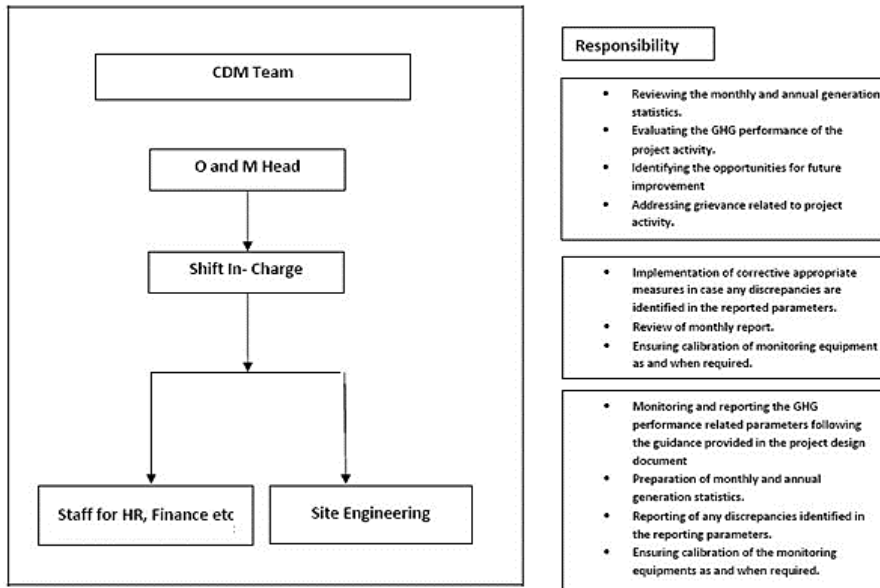 CDM Team
O and M Head
Shift In- Charge
Staff for HR, Finance etc
Site Engineering
Responsibility
• Reviewing the monthly and annual generation
statistics.
• Evaluating the GHG performance of the
project activity.
• Identifying the opportunities for future
improvement
• Addressing grievance related to project
activity.
• Implementation of corrective appropriate
measures in case any discrepancies are
identified in the reported parameters.
• Review of monthly report.
• Ensuring calibration of monitoring equipment
as and when required.
• Monitoring and reporting the GHG
performance related parameters following
the guidance provided in the project design
document
• Preparation of monthly and annual
generation statistics.
• Reporting of any discrepancies identified in
the reporting parameters.
• Ensuring calibration of the monitoring
equipments as and when required.